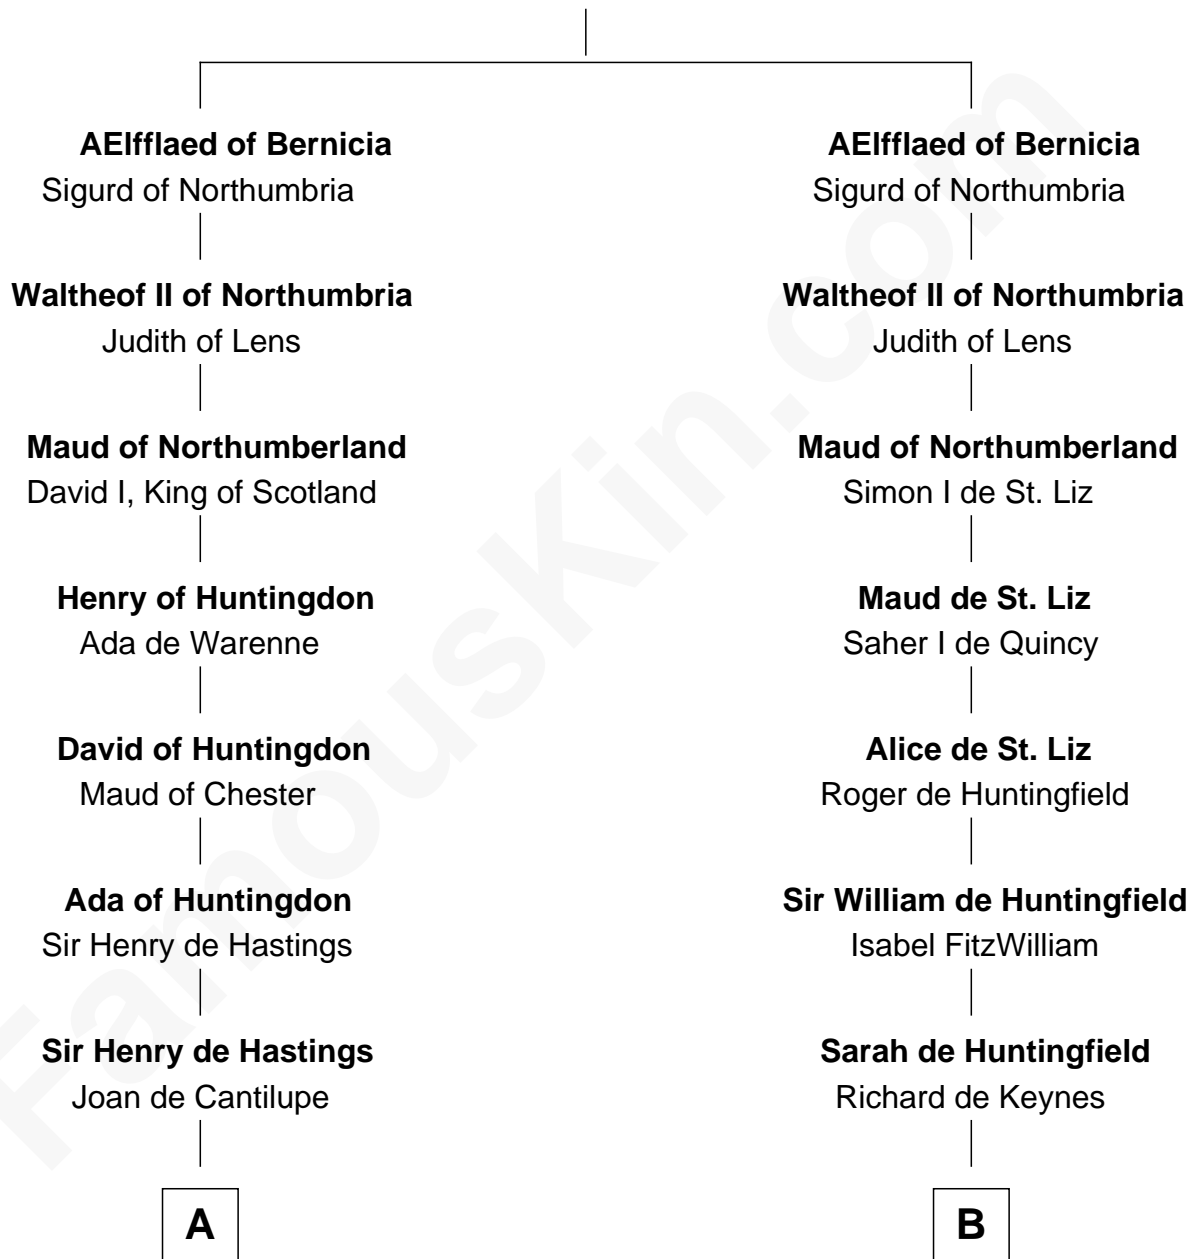 AElfflaed of Bernicia
Sigurd of Northumbria
Waltheof II of Northumbria
Judith of Lens
Maud of Northumberland
David I, King of Scotland
Henry of Huntingdon
Ada de Warenne
David of Huntingdon
Maud of Chester
Ada of Huntingdon
Sir Henry de Hastings
Sir Henry de Hastings
Joan de Cantilupe
A
AElfflaed of Bernicia
Sigurd of Northumbria
Waltheof II of Northumbria
Judith of Lens
Maud of Northumberland
Simon I de St. Liz
Maud de St. Liz
Saher I de Quincy
Alice de St. Liz
Roger de Huntingfield
Sir William de Huntingfield
Isabel FitzWilliam
Sarah de Huntingfield
Richard de Keynes
B
FamousKin.com